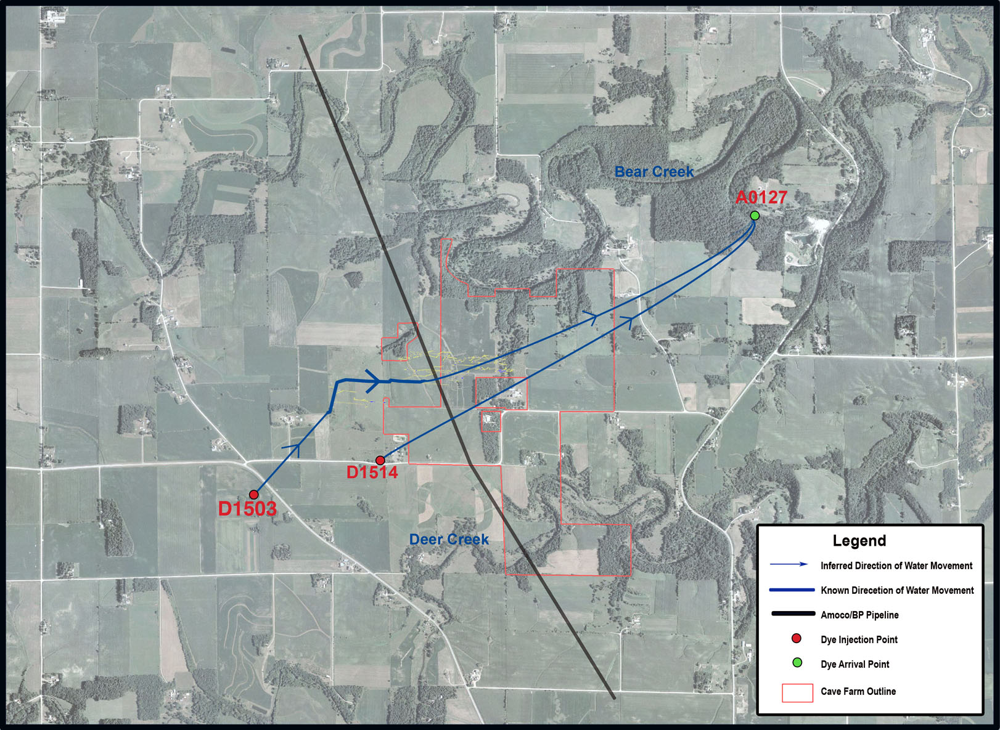 Bear Creek
A0127
D1514
D1503
Deer Creek
Legend
Inferred Direction of Water Movement
Known Direcetion of Water Movement
Amoco/BP Pipeline
Dye Injection Point
Dye Arrival Point
Cave Farm Outline